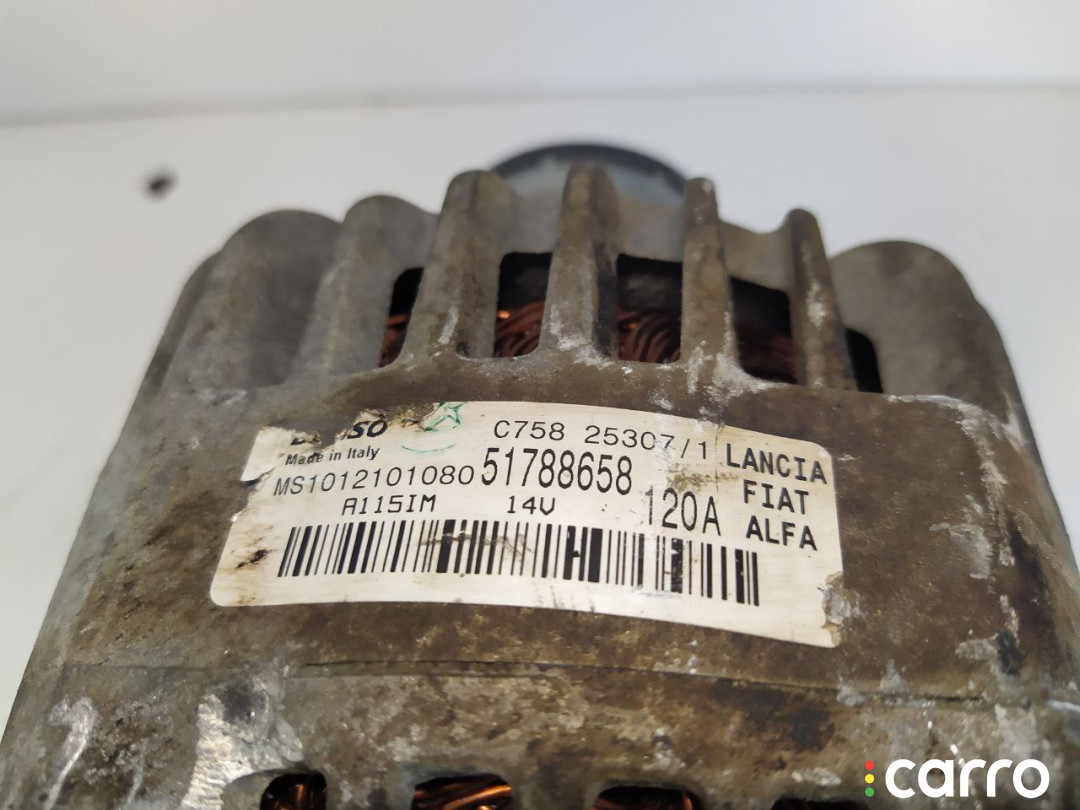 C758 25307/1
Made in Italy
MS1012101080 51788658
A115IM 14V 120A
LANCIA
FIAT
ALFA
carro